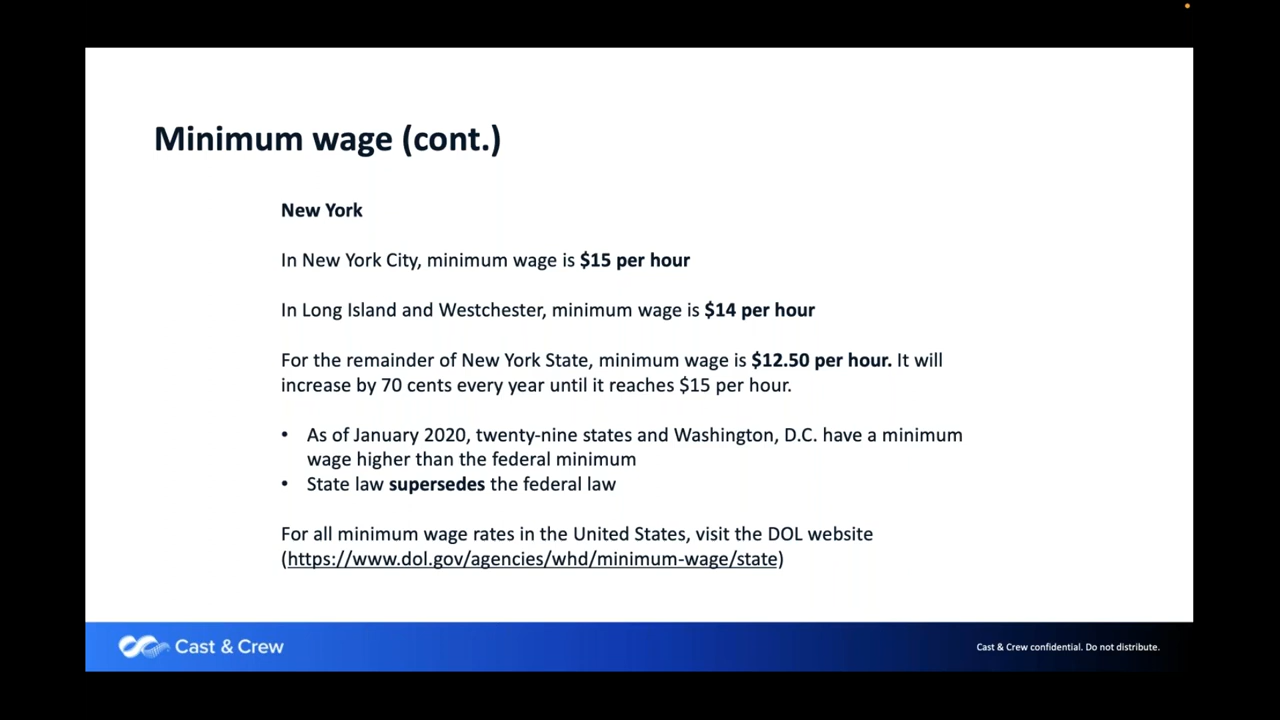 Minimum wage (cont.)
New York
In New York City, minimum wage is $15 per hour
In Long Island and Westchester, minimum wage is $14 per hour
For the remainder of New York State, minimum wage is $12.50 per hour. It will
increase by 70 cents every year until it reaches $15 per hour.
• As of January 2020, twenty-nine states and Washington, D.C. have a minimum
wage higher than the federal minimum
• State law supersedes the federal law
For all minimum wage rates in the United States, visit the DOL website
(https://www.dol.gov/agencies/whd/minimum-wage/state)
Cast & Crew
Cast & Crew confidential. Do not distribute.